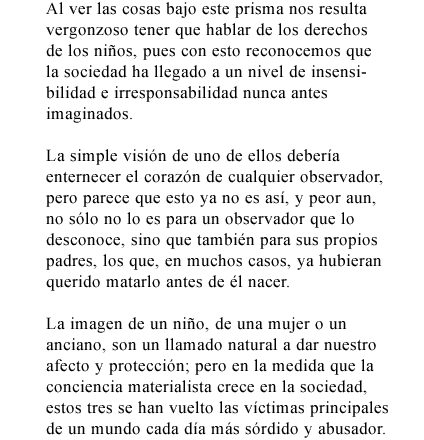 Al ver las cosas bajo este prisma nos resulta
vergonzoso tener que hablar de los derechos
de los niños, pues con esto reconocemos que
la sociedad ha llegado a un nivel de insensi-
bilidad e irresponsabilidad nunca antes
imaginados.
La simple visión de uno de ellos debería
enternecer el corazón de cualquier observador,
pero parece que esto ya no es así, y peor aun,
no sólo no lo es para un observador que lo
desconoce, sino que también para sus propios
padres, los que, en muchos casos, ya hubieran
querido matarlo antes de él nacer.
La imagen de un niño, de una mujer o un
anciano, son un llamado natural a dar nuestro
afecto y protección; pero en la medida que la
conciencia materialista crece en la sociedad,
estos tres se han vuelto las víctimas principales
de un mundo cada día más sórdido y abusador.